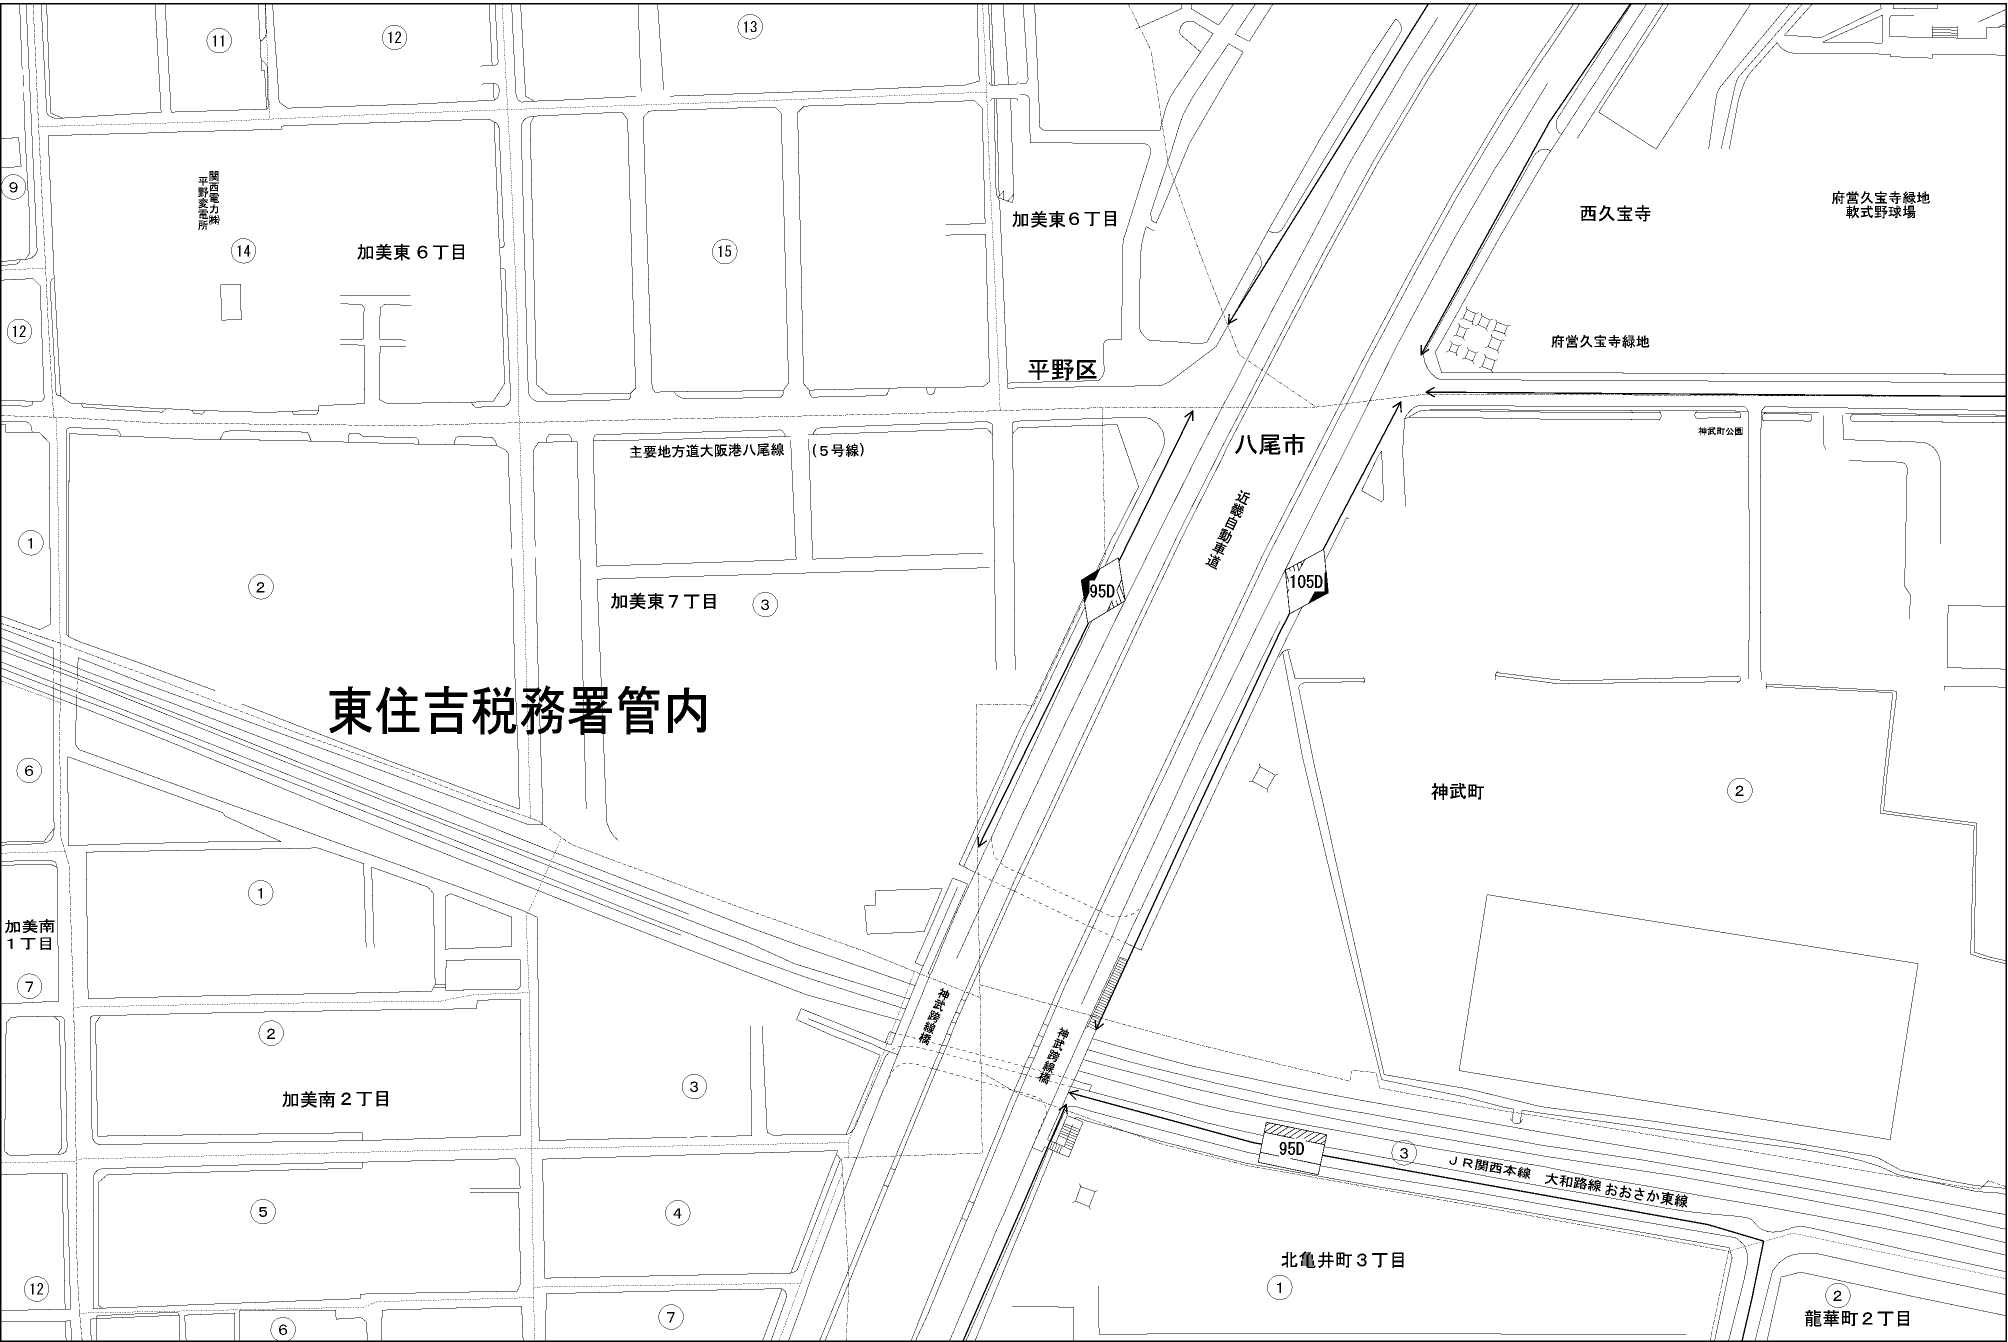 ⑪
⑫
⑬
⑨
関西電力㈱
平野変電所
⑭
加美東６丁目
⑮
加美東６丁目
西久宝寺
府営久宝寺緑地
軟式野球場
⑫
府営久宝寺緑地
平野区
主要地方道大阪港八尾線
(５号線)
八尾市
神武町公園
近畿自動車道
①
②
加美東７丁目
③
95D
105D
東住吉税務署管内
⑥
神武町
②
①
加美南
１丁目
⑦
②
神武跨線橋
神武跨線橋
加美南２丁目
③
95D
③
ＪＲ関西本線 大和路線 おおさか東線
⑤
④
北亀井町３丁目
①
⑫
②
龍華町２丁目
⑥
⑦